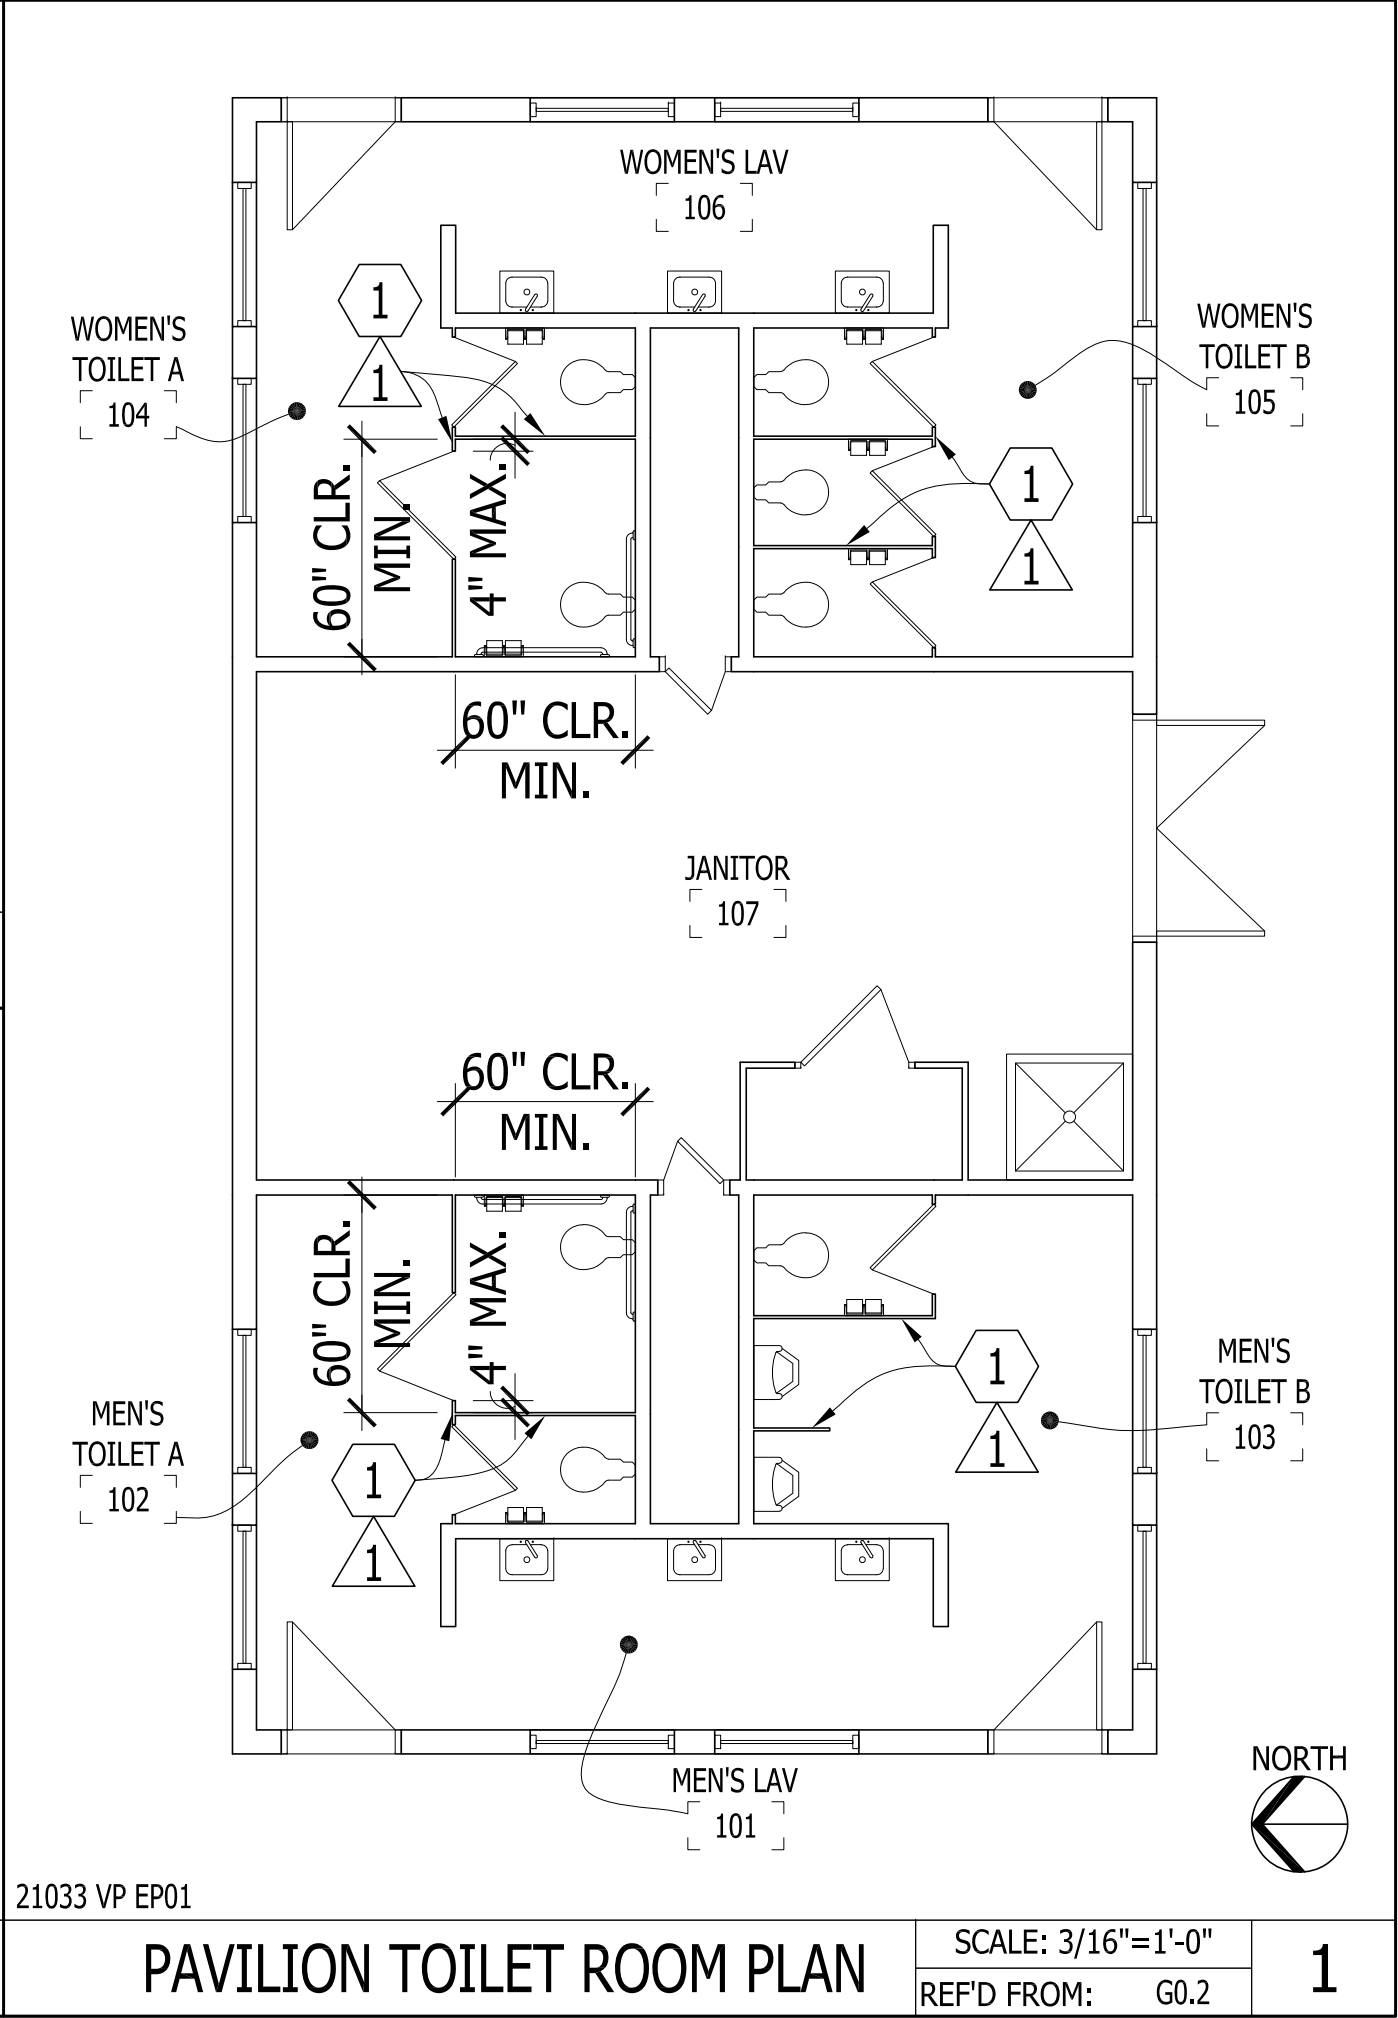 WOMEN'S LAV
106
1
1
WOMEN'S
TOILET A
104
WOMEN'S
TOILET B
105
1
1
60" CLR.
MIN.
4" MAX.
60" CLR.
MIN.
JANITOR
107
60" CLR.
MIN.
60" CLR.
MIN.
4" MAX.
MEN'S
TOILET A
102
1
1
1
1
MEN'S
TOILET B
103
MEN'S LAV
101
NORTH
21033 VP EP01
PAVILION TOILET ROOM PLAN
SCALE: 3/16"=1'-0"
REF'D FROM: G0.2
1